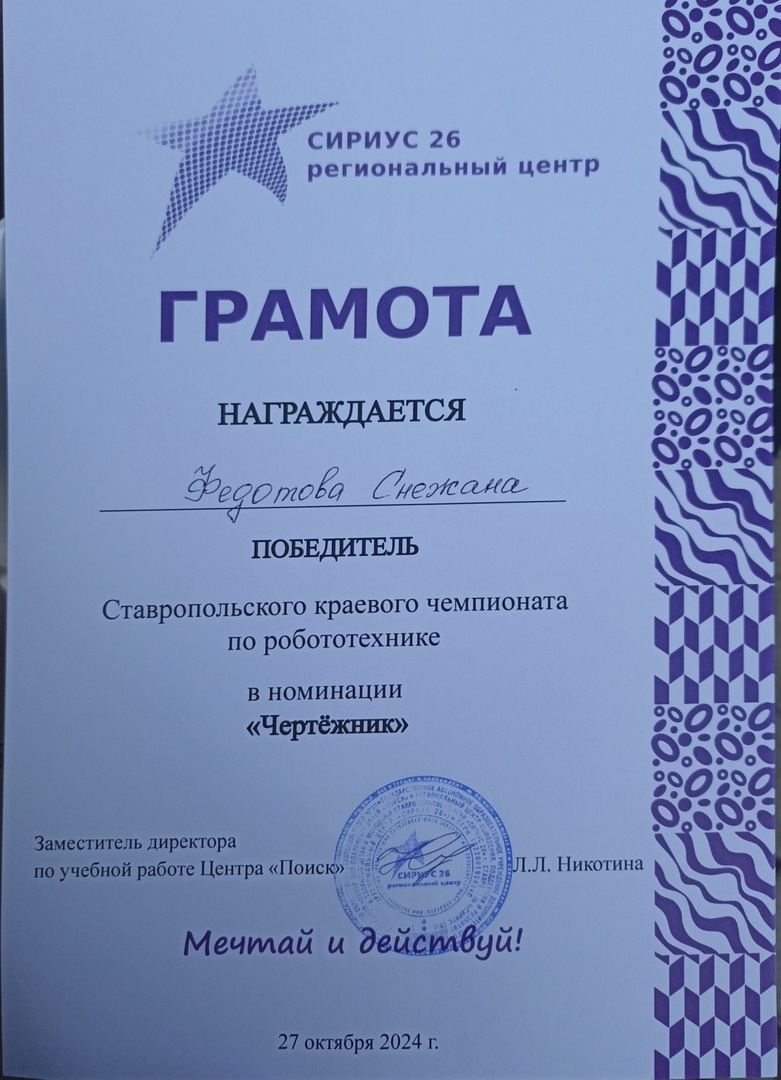 СИРИУС 26
региональный центр
ГРАМОТА
НАГРАЖДАЕТСЯ
Федотова Снежана
ПОБЕДИТЕЛЬ
Ставропольского краевого чемпионата
по робототехнике
в номинации
«Чертёжник»
Заместитель директора
по учебной работе Центра «Поиск»
Л.Л. Никотина
СИРИУС 26
региональный центр
Мечтай и действуй!
27 октября 2024 г.